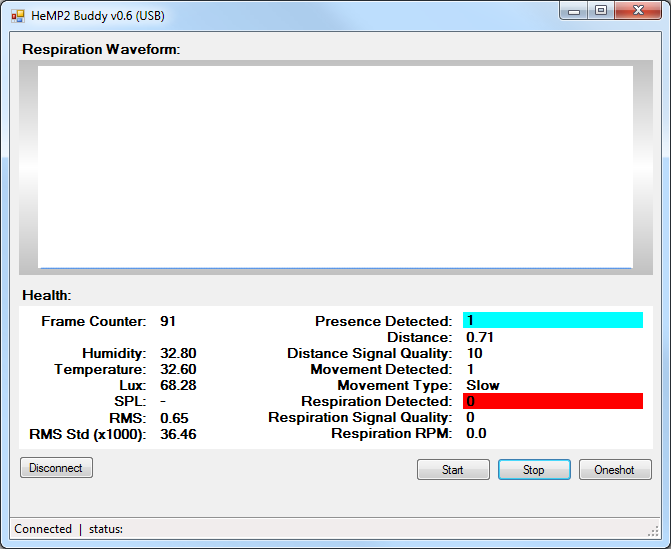 HeMP2 Buddy v0.6 (USB)
Respiration Waveform:
Health:
Frame Counter: 91
Presence Detected: 1
Distance: 0.71
Humidity: 32.80
Distance Signal Quality: 10
Temperature: 32.60
Movement Detected: 1
Lux: 68.28
Movement Type: Slow
SPL: -
Respiration Detected: 0
RMS: 0.65
Respiration Signal Quality: 0
RMS Std (x1000): 36.46
Respiration RPM: 0.0
Disconnect
Start
Stop
Oneshot
Connected | status: